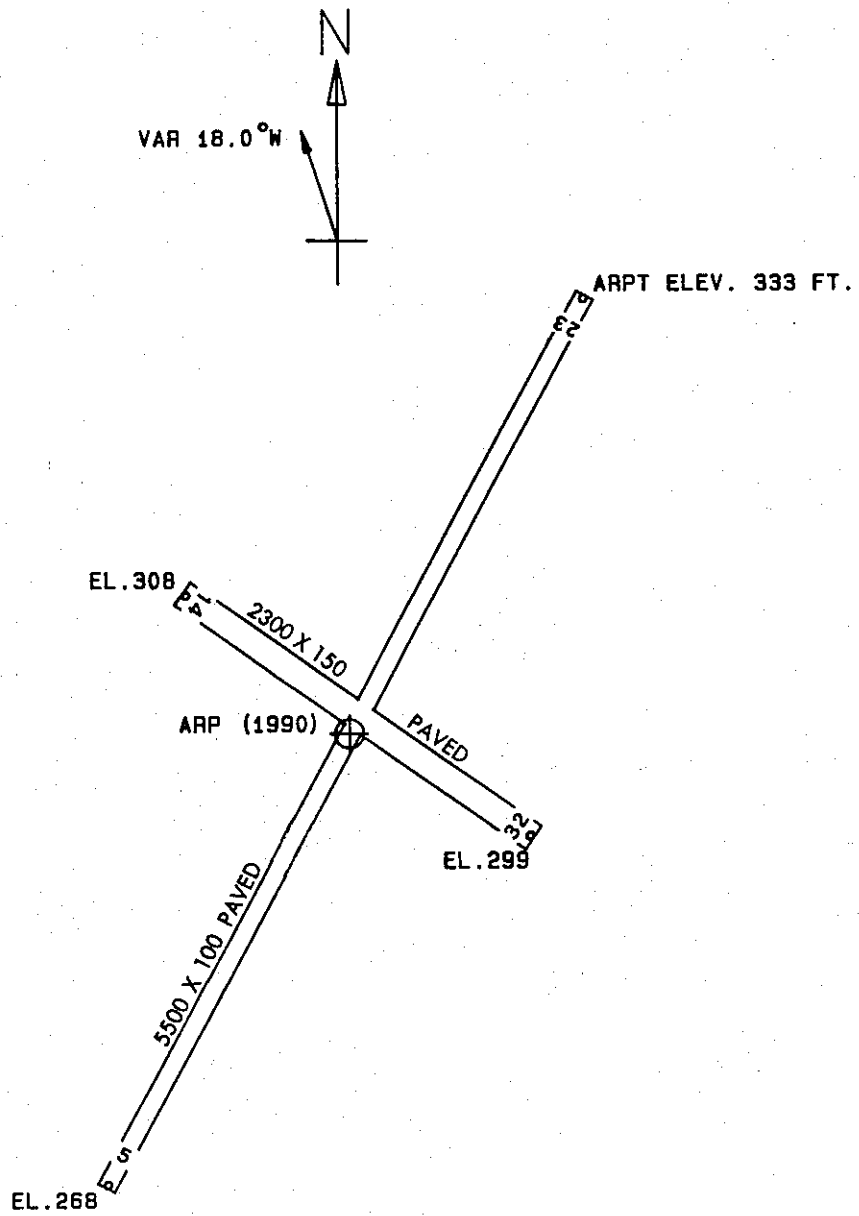 N
VAR 18.0°W
ARPT ELEV. 333 FT.
23
EL.308
14
2300 X 150
PAVED
ARP (1990)
32
EL.299
5500 X 100 PAVED
5
EL.268